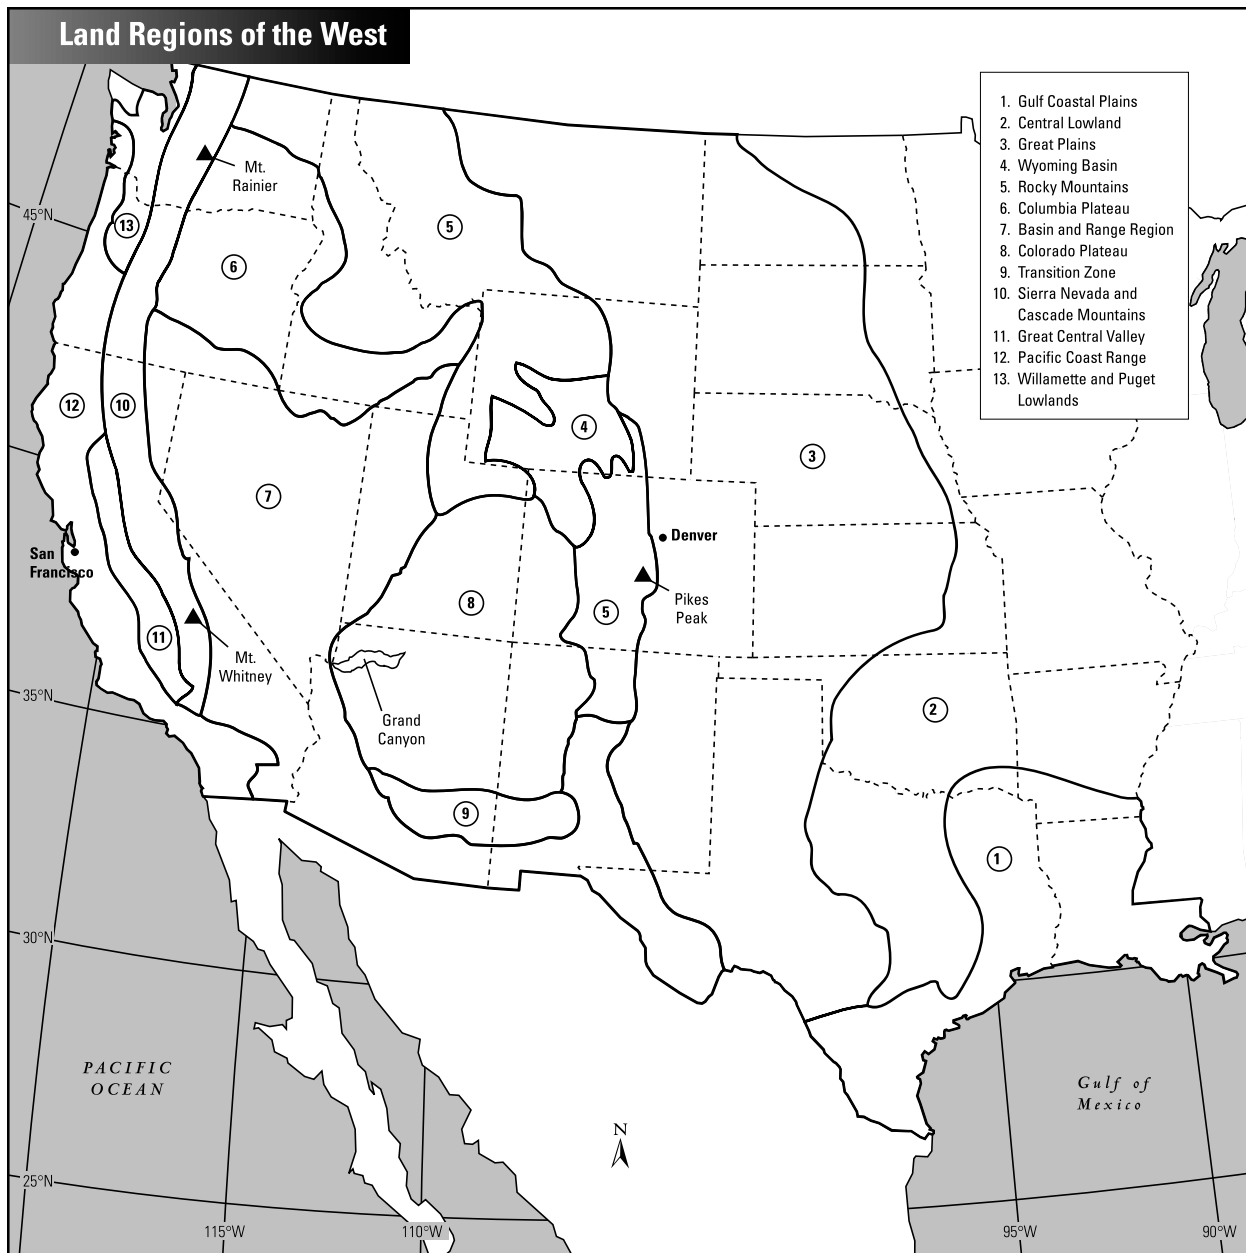 Land Regions of the West
1. Gulf Coastal Plains
2. Central Lowland
3. Great Plains
4. Wyoming Basin
5. Rocky Mountains
6. Columbia Plateau
7. Basin and Range Region
8. Colorado Plateau
9. Transition Zone
10. Sierra Nevada and
Cascade Mountains
11. Great Central Valley
12. Pacific Coast Range
13. Willamette and Puget
Lowlands
Mt.
Rainier
45°N
13
5
6
12
10
4
3
7
San
Francisco
Denver
Pikes
Peak
8
5
11
Mt.
Whitney
35°N
Grand
Canyon
2
9
1
30°N
PACIFIC
OCEAN
Gulf of
Mexico
N
25°N
115°W
110°W
95°W
90°W